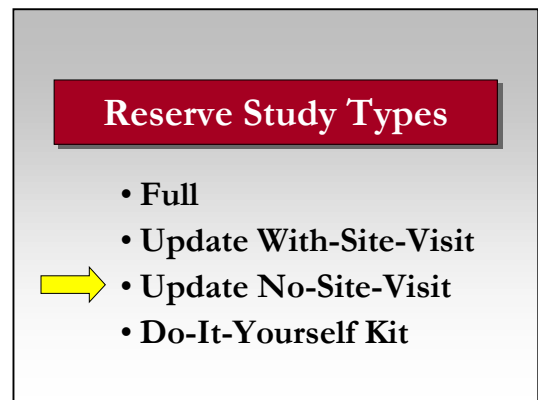 Reserve Study Types
• Full
• Update With-Site-Visit
• Update No-Site-Visit
• Do-It-Yourself Kit